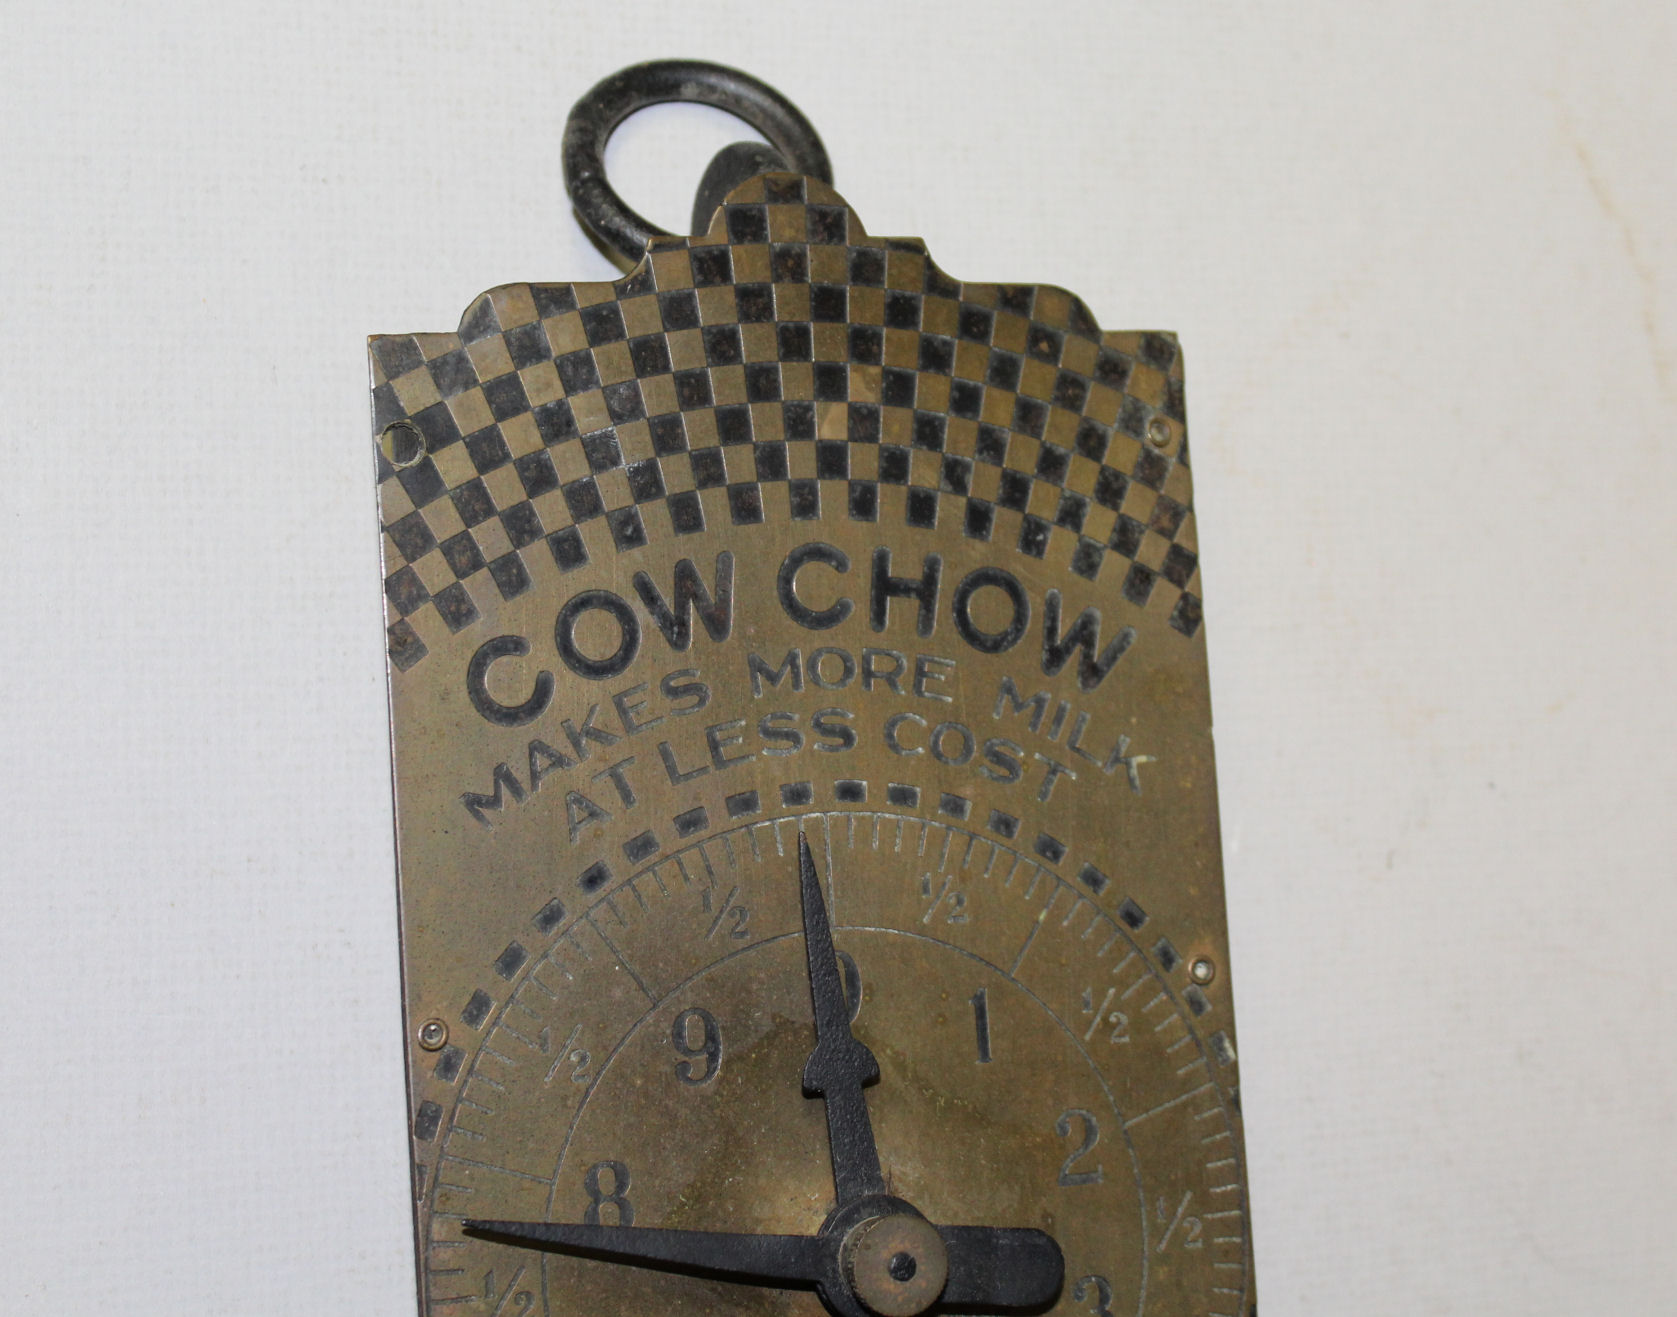 COW CHOW
MAKES MORE MILK
AT LESS COST
1/2 1/2
0
9 1
1/2 1/2
8 2
1/2
1/2 3